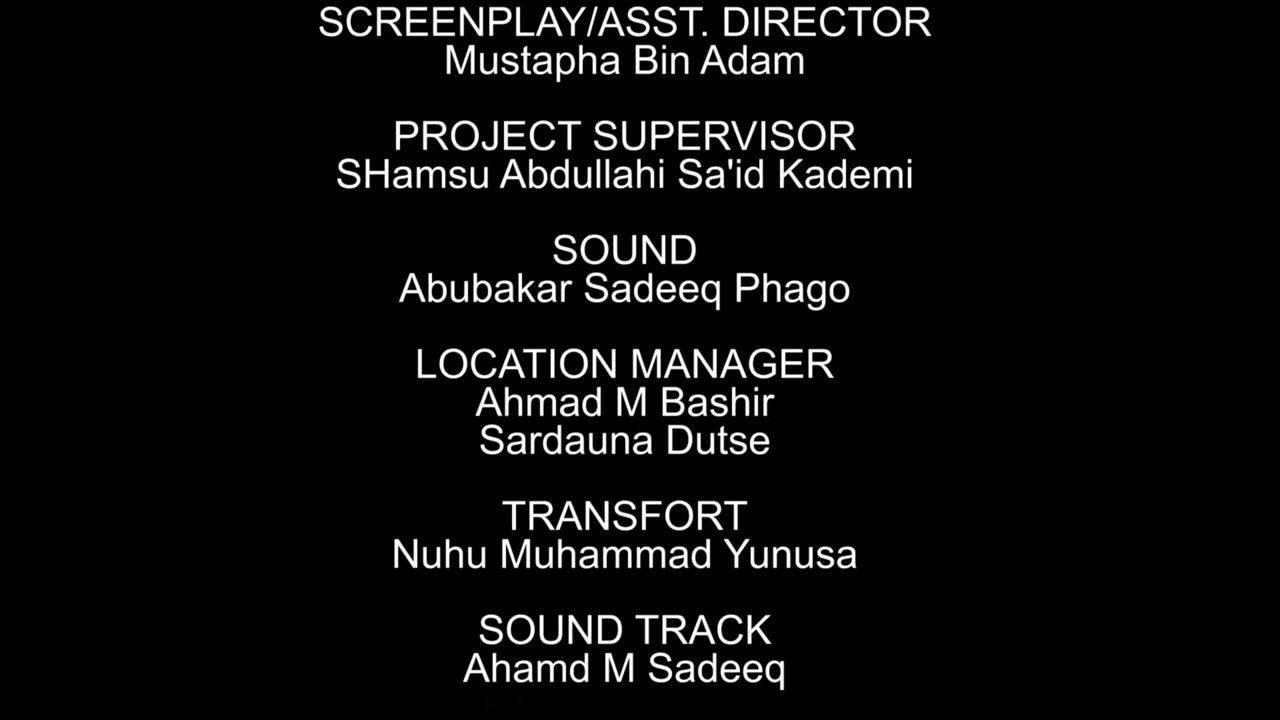 SCREENPLAY/ASST. DIRECTOR
Mustapha Bin Adam
PROJECT SUPERVISOR
SHamsu Abdullahi Sa'id Kademi
SOUND
Abubakar Sadeeq Phago
LOCATION MANAGER
Ahmad M Bashir
Sardauna Dutse
TRANSFORT
Nuhu Muhammad Yunusa
SOUND TRACK
Ahamd M Sadeeq